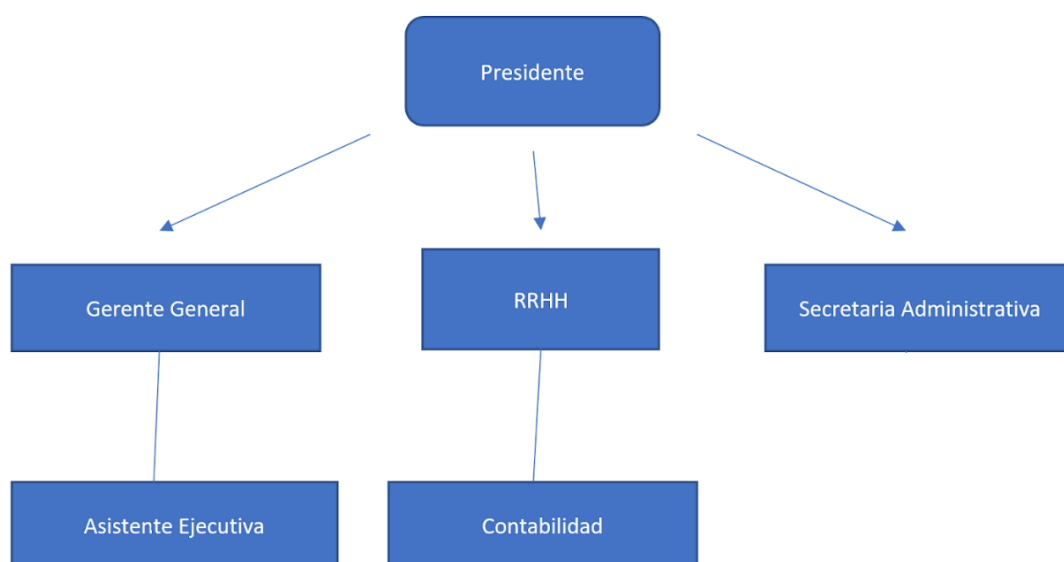 Presidente
Gerente General
RRHH
Secretaria Administrativa
Asistente Ejecutiva
Contabilidad